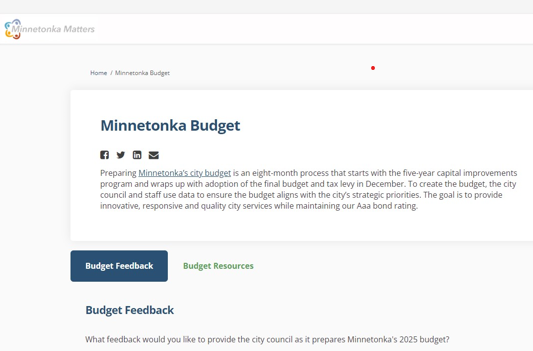 Minnetonka Matters
Home / Minnetonka Budget
Minnetonka Budget
Preparing Minnetonka's city budget is an eight-month process that starts with the five-year capital improvements
program and wraps up with adoption of the final budget and tax levy in December. To create the budget, the city
council and staff use data to ensure the budget aligns with the city's strategic priorities. The goal is to provide
innovative, responsive and quality city services while maintaining our Aaa bond rating.
Budget Feedback
Budget Resources
Budget Feedback
What feedback would you like to provide the city council as it prepares Minnetonka's 2025 budget?